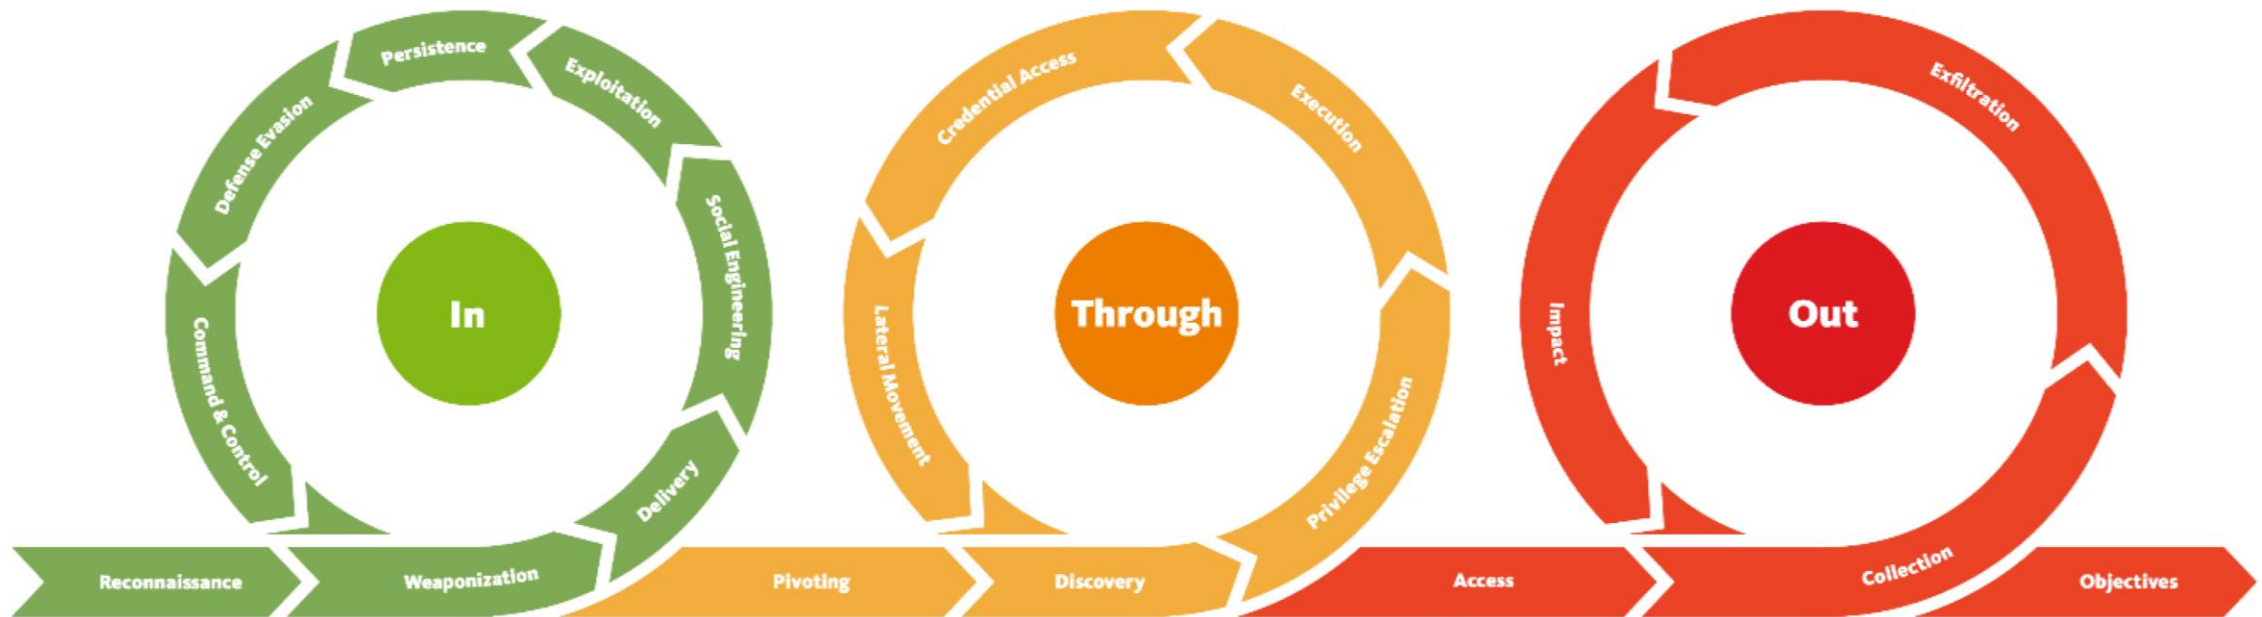 Reconnaissance
Weaponization
Delivery
Social Engineering
Exploitation
Persistence
Defense Evasion
Command & Control
In
Pivoting
Discovery
Privilege Escalation
Execution
Credential Access
Lateral Movement
Through
Access
Collection
Exfiltration
Impact
Out
Objectives